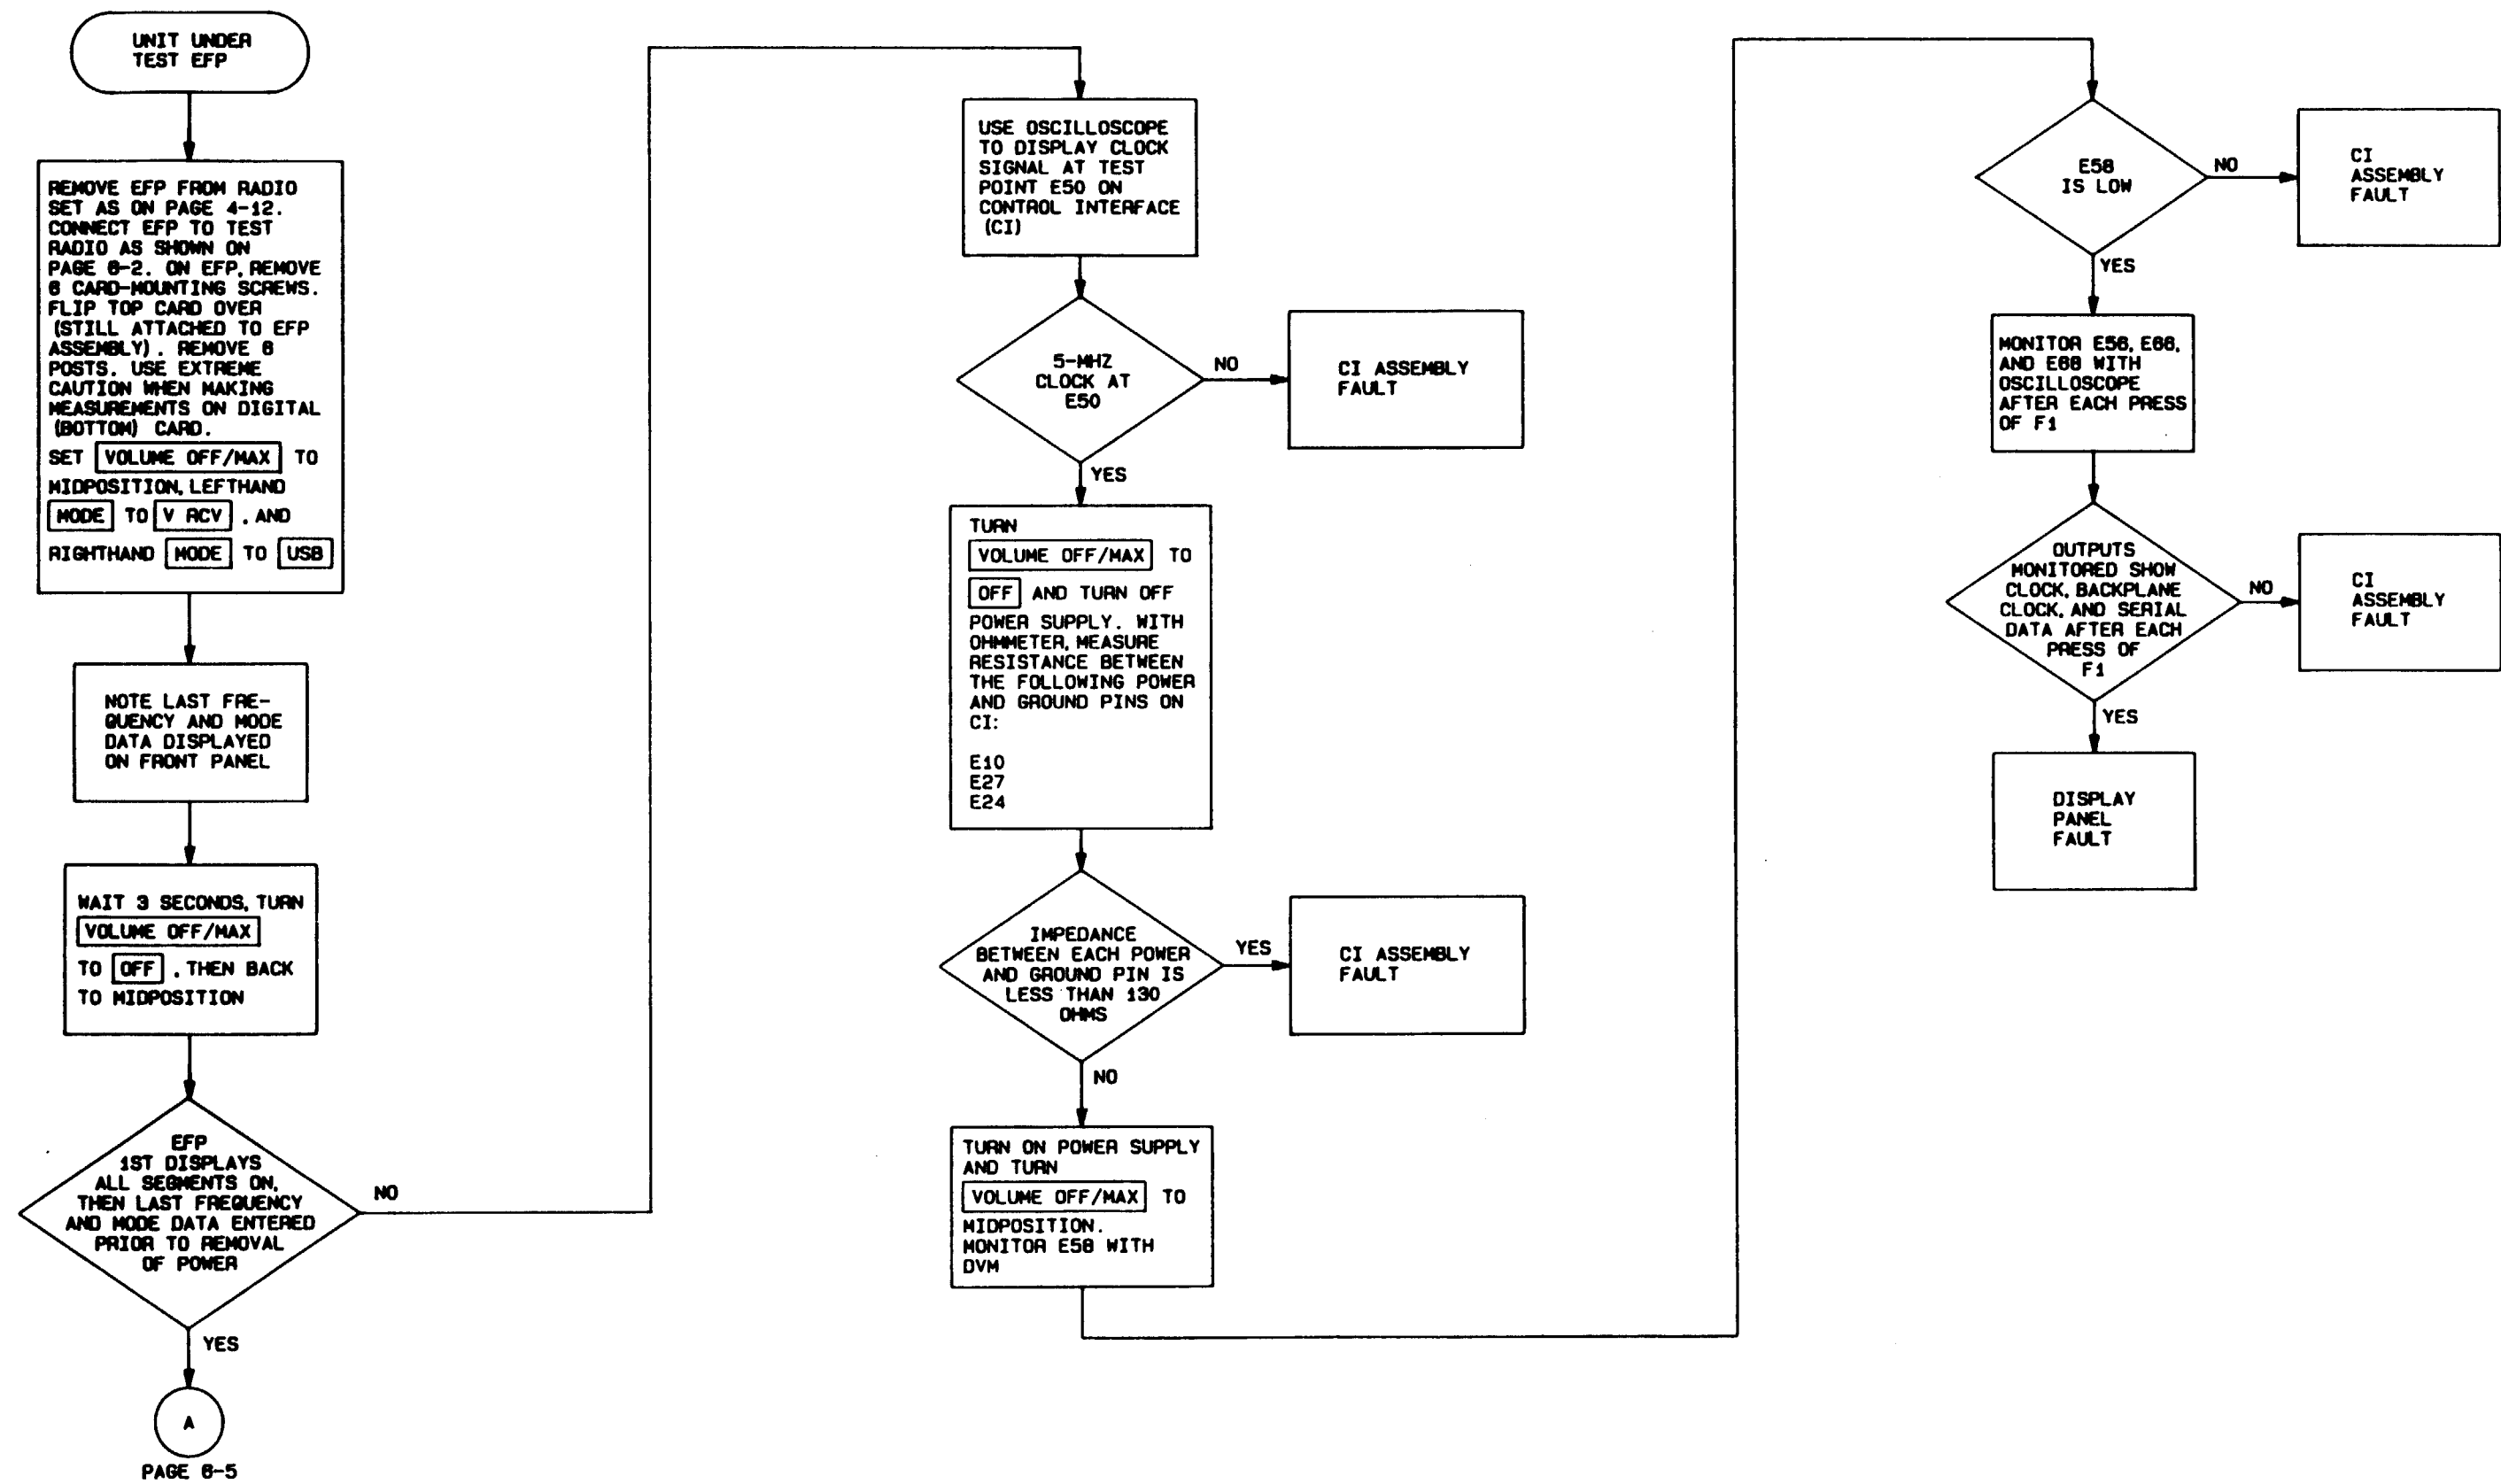 UNIT UNDER
TEST EFP
REMOVE EFP FROM RADIO
SET AS ON PAGE 4-12.
CONNECT EFP TO TEST
RADIO AS SHOWN ON
PAGE 6-2. ON EFP, REMOVE
6 CARD-MOUNTING SCREWS.
FLIP TOP CARD OVER
(STILL ATTACHED TO EFP
ASSEMBLY). REMOVE 6
POSTS. USE EXTREME
CAUTION WHEN MAKING
MEASUREMENTS ON DIGITAL
(BOTTOM) CARD.
SET VOLUME OFF/MAX TO
MIDPOSITION, LEFTHAND
MODE TO V RCV , AND
RIGHTHAND MODE TO USB
NOTE LAST FRE-
QUENCY AND MODE
DATA DISPLAYED
ON FRONT PANEL
WAIT 3 SECONDS, TURN
VOLUME OFF/MAX
TO OFF , THEN BACK
TO MIDPOSITION
EFP
1ST DISPLAYS
ALL SEGMENTS ON,
THEN LAST FREQUENCY
AND MODE DATA ENTERED
PRIOR TO REMOVAL
OF POWER
NO
YES
A
PAGE 6-5
USE OSCILLOSCOPE
TO DISPLAY CLOCK
SIGNAL AT TEST
POINT E50 ON
CONTROL INTERFACE
(CI)
5-MHZ
CLOCK AT
E50
NO
CI ASSEMBLY
FAULT
YES
TURN
VOLUME OFF/MAX TO
OFF AND TURN OFF
POWER SUPPLY. WITH
OHMMETER, MEASURE
RESISTANCE BETWEEN
THE FOLLOWING POWER
AND GROUND PINS ON
CI:
E10
E27
E24
IMPEDANCE
BETWEEN EACH POWER
AND GROUND PIN IS
LESS THAN 130
OHMS
YES
CI ASSEMBLY
FAULT
NO
TURN ON POWER SUPPLY
AND TURN
VOLUME OFF/MAX TO
MIDPOSITION.
MONITOR E58 WITH
DVM
E58
IS LOW
NO
CI
ASSEMBLY
FAULT
YES
MONITOR E56, E66,
AND E68 WITH
OSCILLOSCOPE
AFTER EACH PRESS
OF F1
OUTPUTS
MONITORED SHOW
CLOCK, BACKPLANE
CLOCK, AND SERIAL
DATA AFTER EACH
PRESS OF
F1
NO
CI
ASSEMBLY
FAULT
YES
DISPLAY
PANEL
FAULT